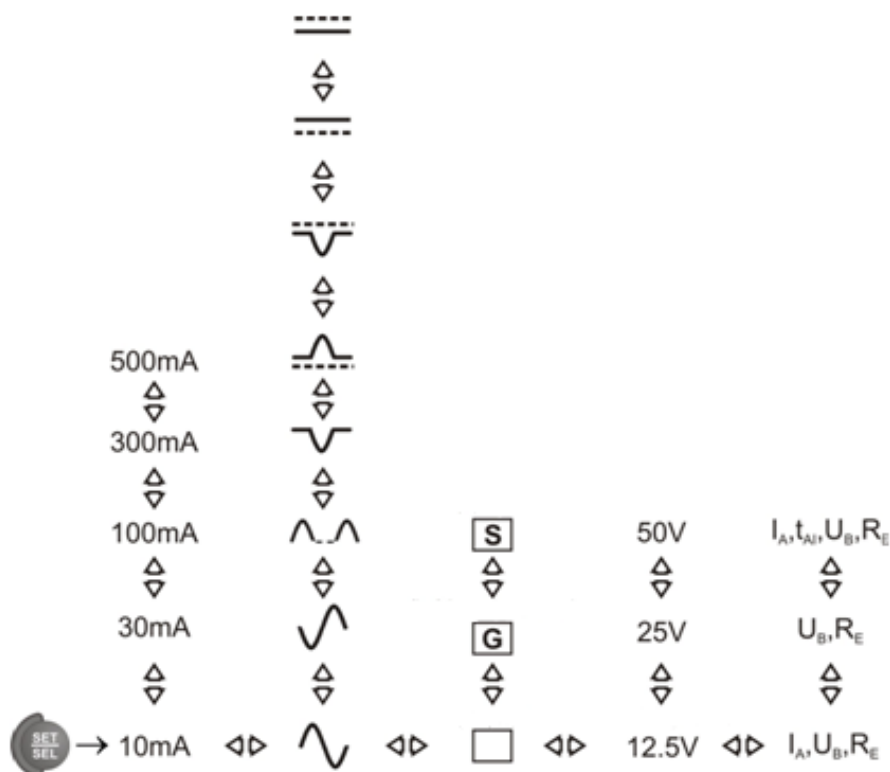 500mA
300mA
100mA S 50V I_A,t_AI,U_B,R_E
30mA G 25V U_B,R_E
SET
SEL
10mA 12.5V I_A,U_B,R_E